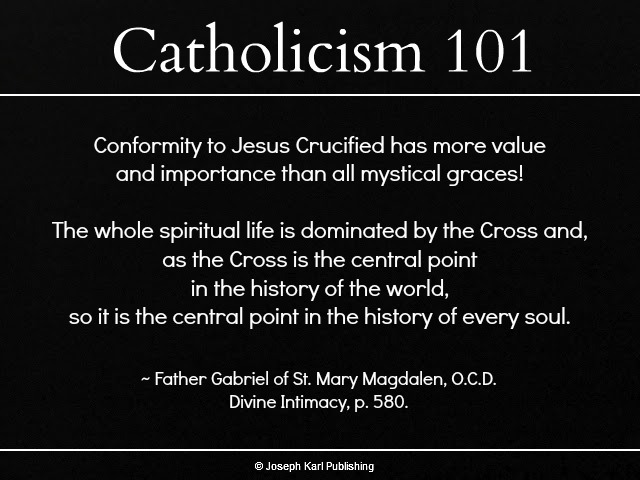 Catholicism 101
Conformity to Jesus Crucified has more value
and importance than all mystical graces!
The whole spiritual life is dominated by the Cross and,
as the Cross is the central point
in the history of the world,
so it is the central point in the history of every soul.
~ Father Gabriel of St. Mary Magdalen, O.C.D.
Divine Intimacy, p. 580.
© Joseph Karl Publishing